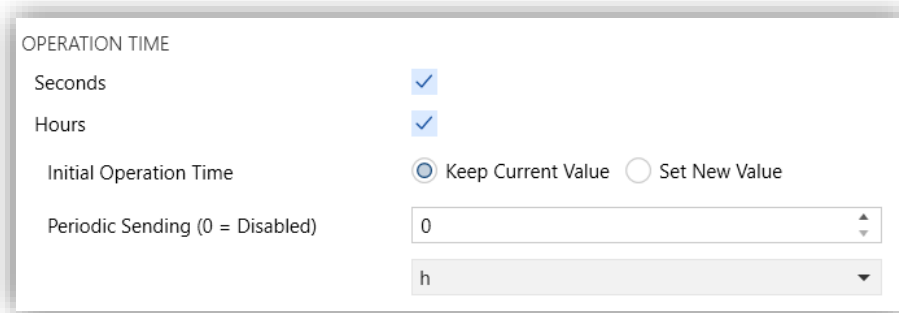 OPERATION TIME
Seconds
Hours
Initial Operation Time Keep Current Value Set New Value
Periodic Sending (0 = Disabled) 0
h